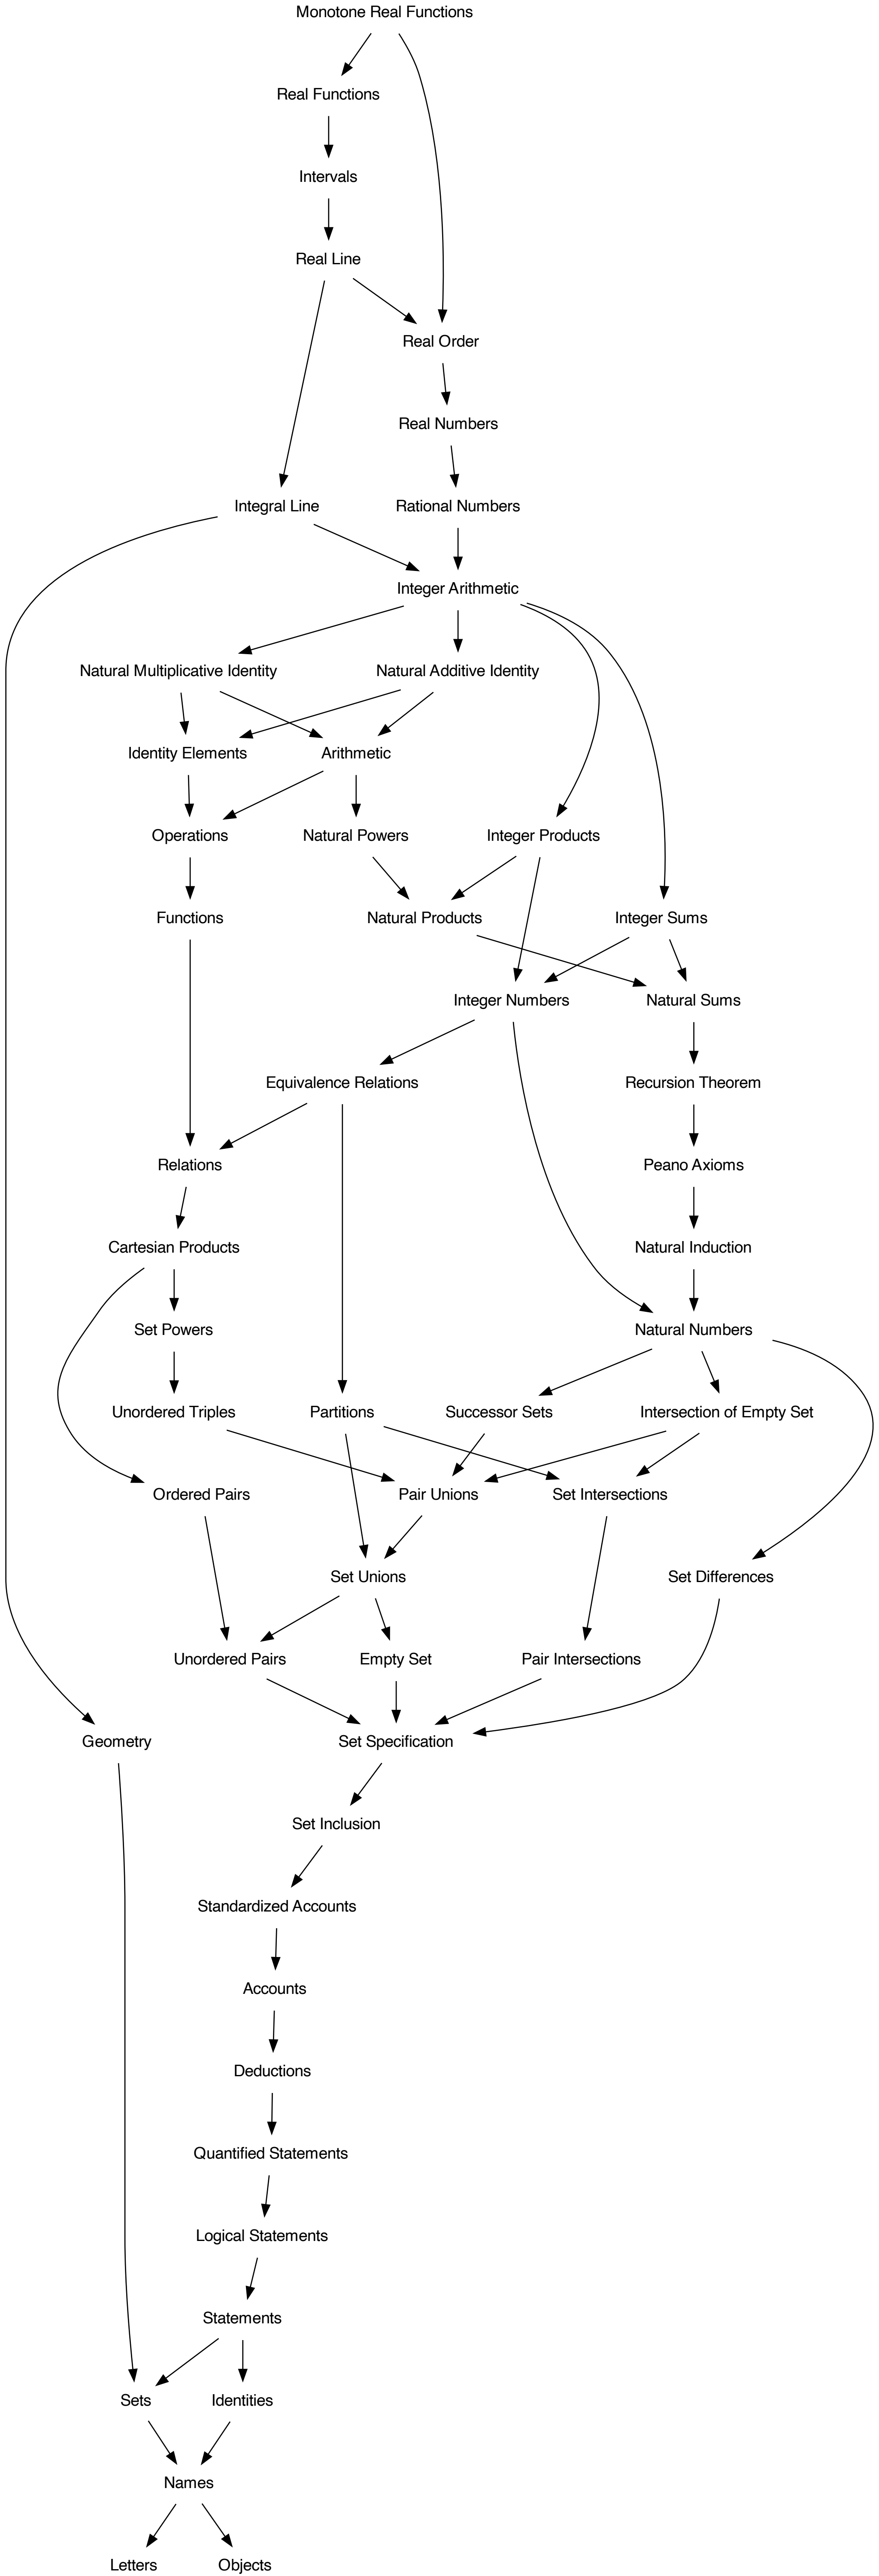 Monotone Real Functions
Real Functions
Intervals
Real Line
Real Order
Real Numbers
Integral Line
Rational Numbers
Integer Arithmetic
Natural Multiplicative Identity
Natural Additive Identity
Identity Elements
Arithmetic
Operations
Natural Powers
Integer Products
Functions
Natural Products
Integer Sums
Integer Numbers
Natural Sums
Equivalence Relations
Recursion Theorem
Relations
Peano Axioms
Cartesian Products
Natural Induction
Set Powers
Natural Numbers
Unordered Triples
Partitions
Successor Sets
Intersection of Empty Set
Ordered Pairs
Pair Unions
Set Intersections
Set Unions
Set Differences
Unordered Pairs
Empty Set
Pair Intersections
Geometry
Set Specification
Set Inclusion
Standardized Accounts
Accounts
Deductions
Quantified Statements
Logical Statements
Statements
Sets
Identities
Names
Letters
Objects